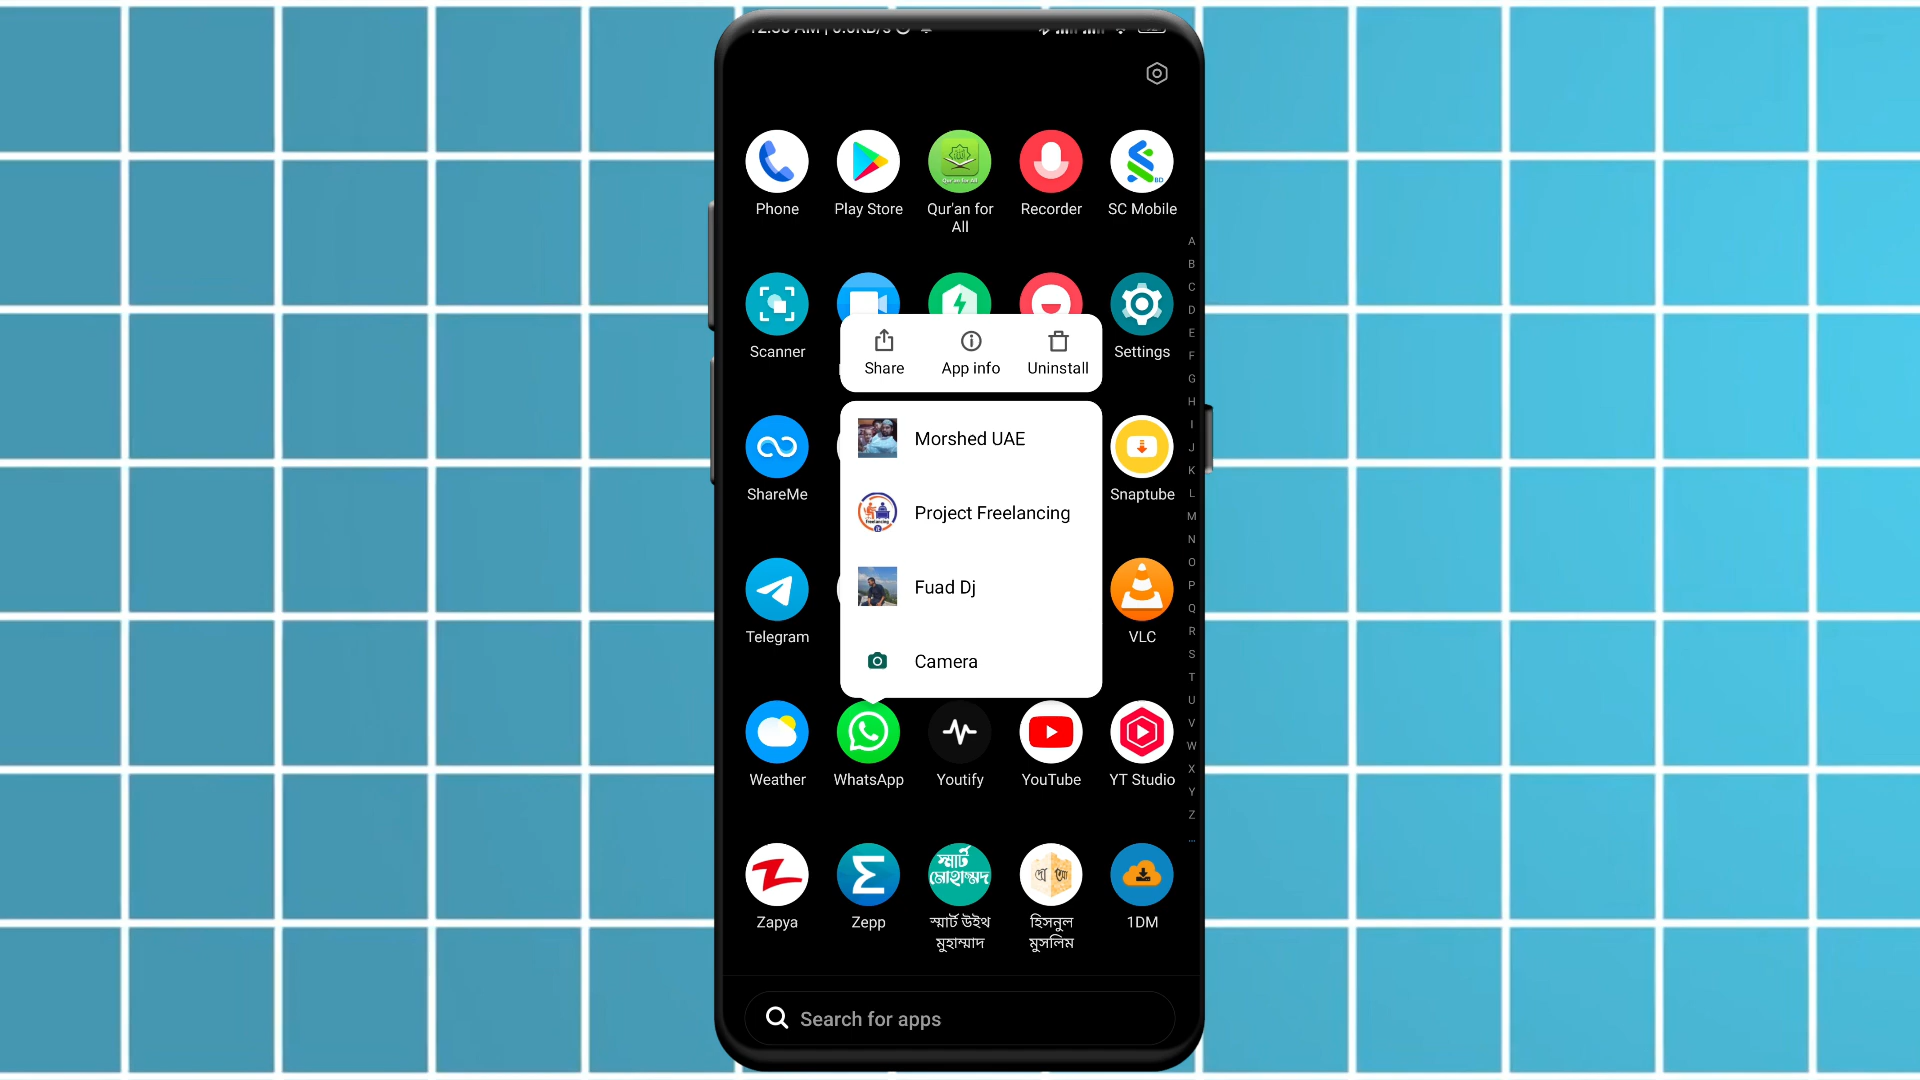 Phone
Play Store
Qur'an for
All
Recorder
SC Mobile
Scanner
Settings
Share
App info
Uninstall
Morshed UAE
Project Freelancing
Fuad Dj
Camera
ShareMe
Snaptube
Telegram
VLC
Weather
WhatsApp
Youtify
YouTube
YT Studio
Zapya
Zepp
স্মার্ট
মোহাম্মদ
স্মার্ট উইথ
মুহাম্মাদ
হিসনুল
মুসলিম
1DM
A
B
C
D
E
F
G
H
I
J
K
L
M
N
O
P
Q
R
S
T
U
V
W
X
Y
Z
...
Search for apps